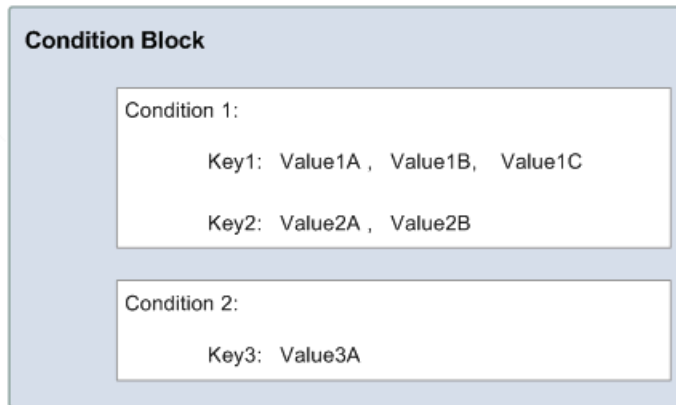 Condition Block
Condition 1:
Key1: Value1A , Value1B, Value1C
Key2: Value2A , Value2B
Condition 2:
Key3: Value3A